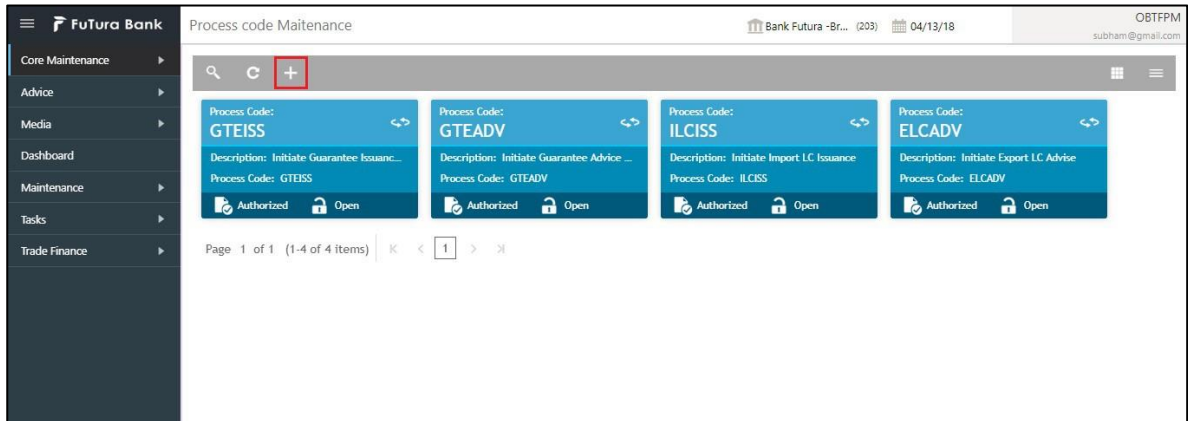 FuTura Bank
Process code Maitenance
Bank Futura -Br... (203)
04/13/18
OBTFPM
subham@gmail.com
Core Maintenance
Advice
Media
Dashboard
Maintenance
Tasks
Trade Finance
Process Code:
GTEISS
Description: Initiate Guarantee Issuanc...
Process Code: GTEISS
Authorized Open
Process Code:
GTEADV
Description: Initiate Guarantee Advice ...
Process Code: GTEADV
Authorized Open
Process Code:
ILCISS
Description: Initiate Import LC Issuance
Process Code: ILCISS
Authorized Open
Process Code:
ELCADV
Description: Initiate Export LC Advise
Process Code: ELCADV
Authorized Open
Page 1 of 1 (1-4 of 4 items) 1